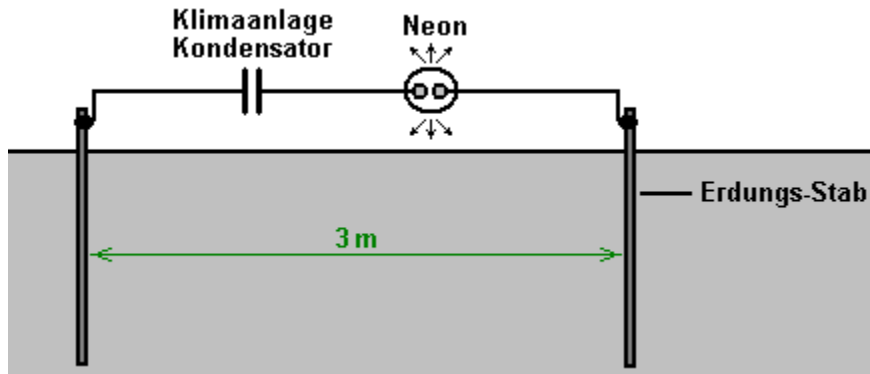 Klimaanlage
Kondensator
Neon
Erdungs-Stab
3 m